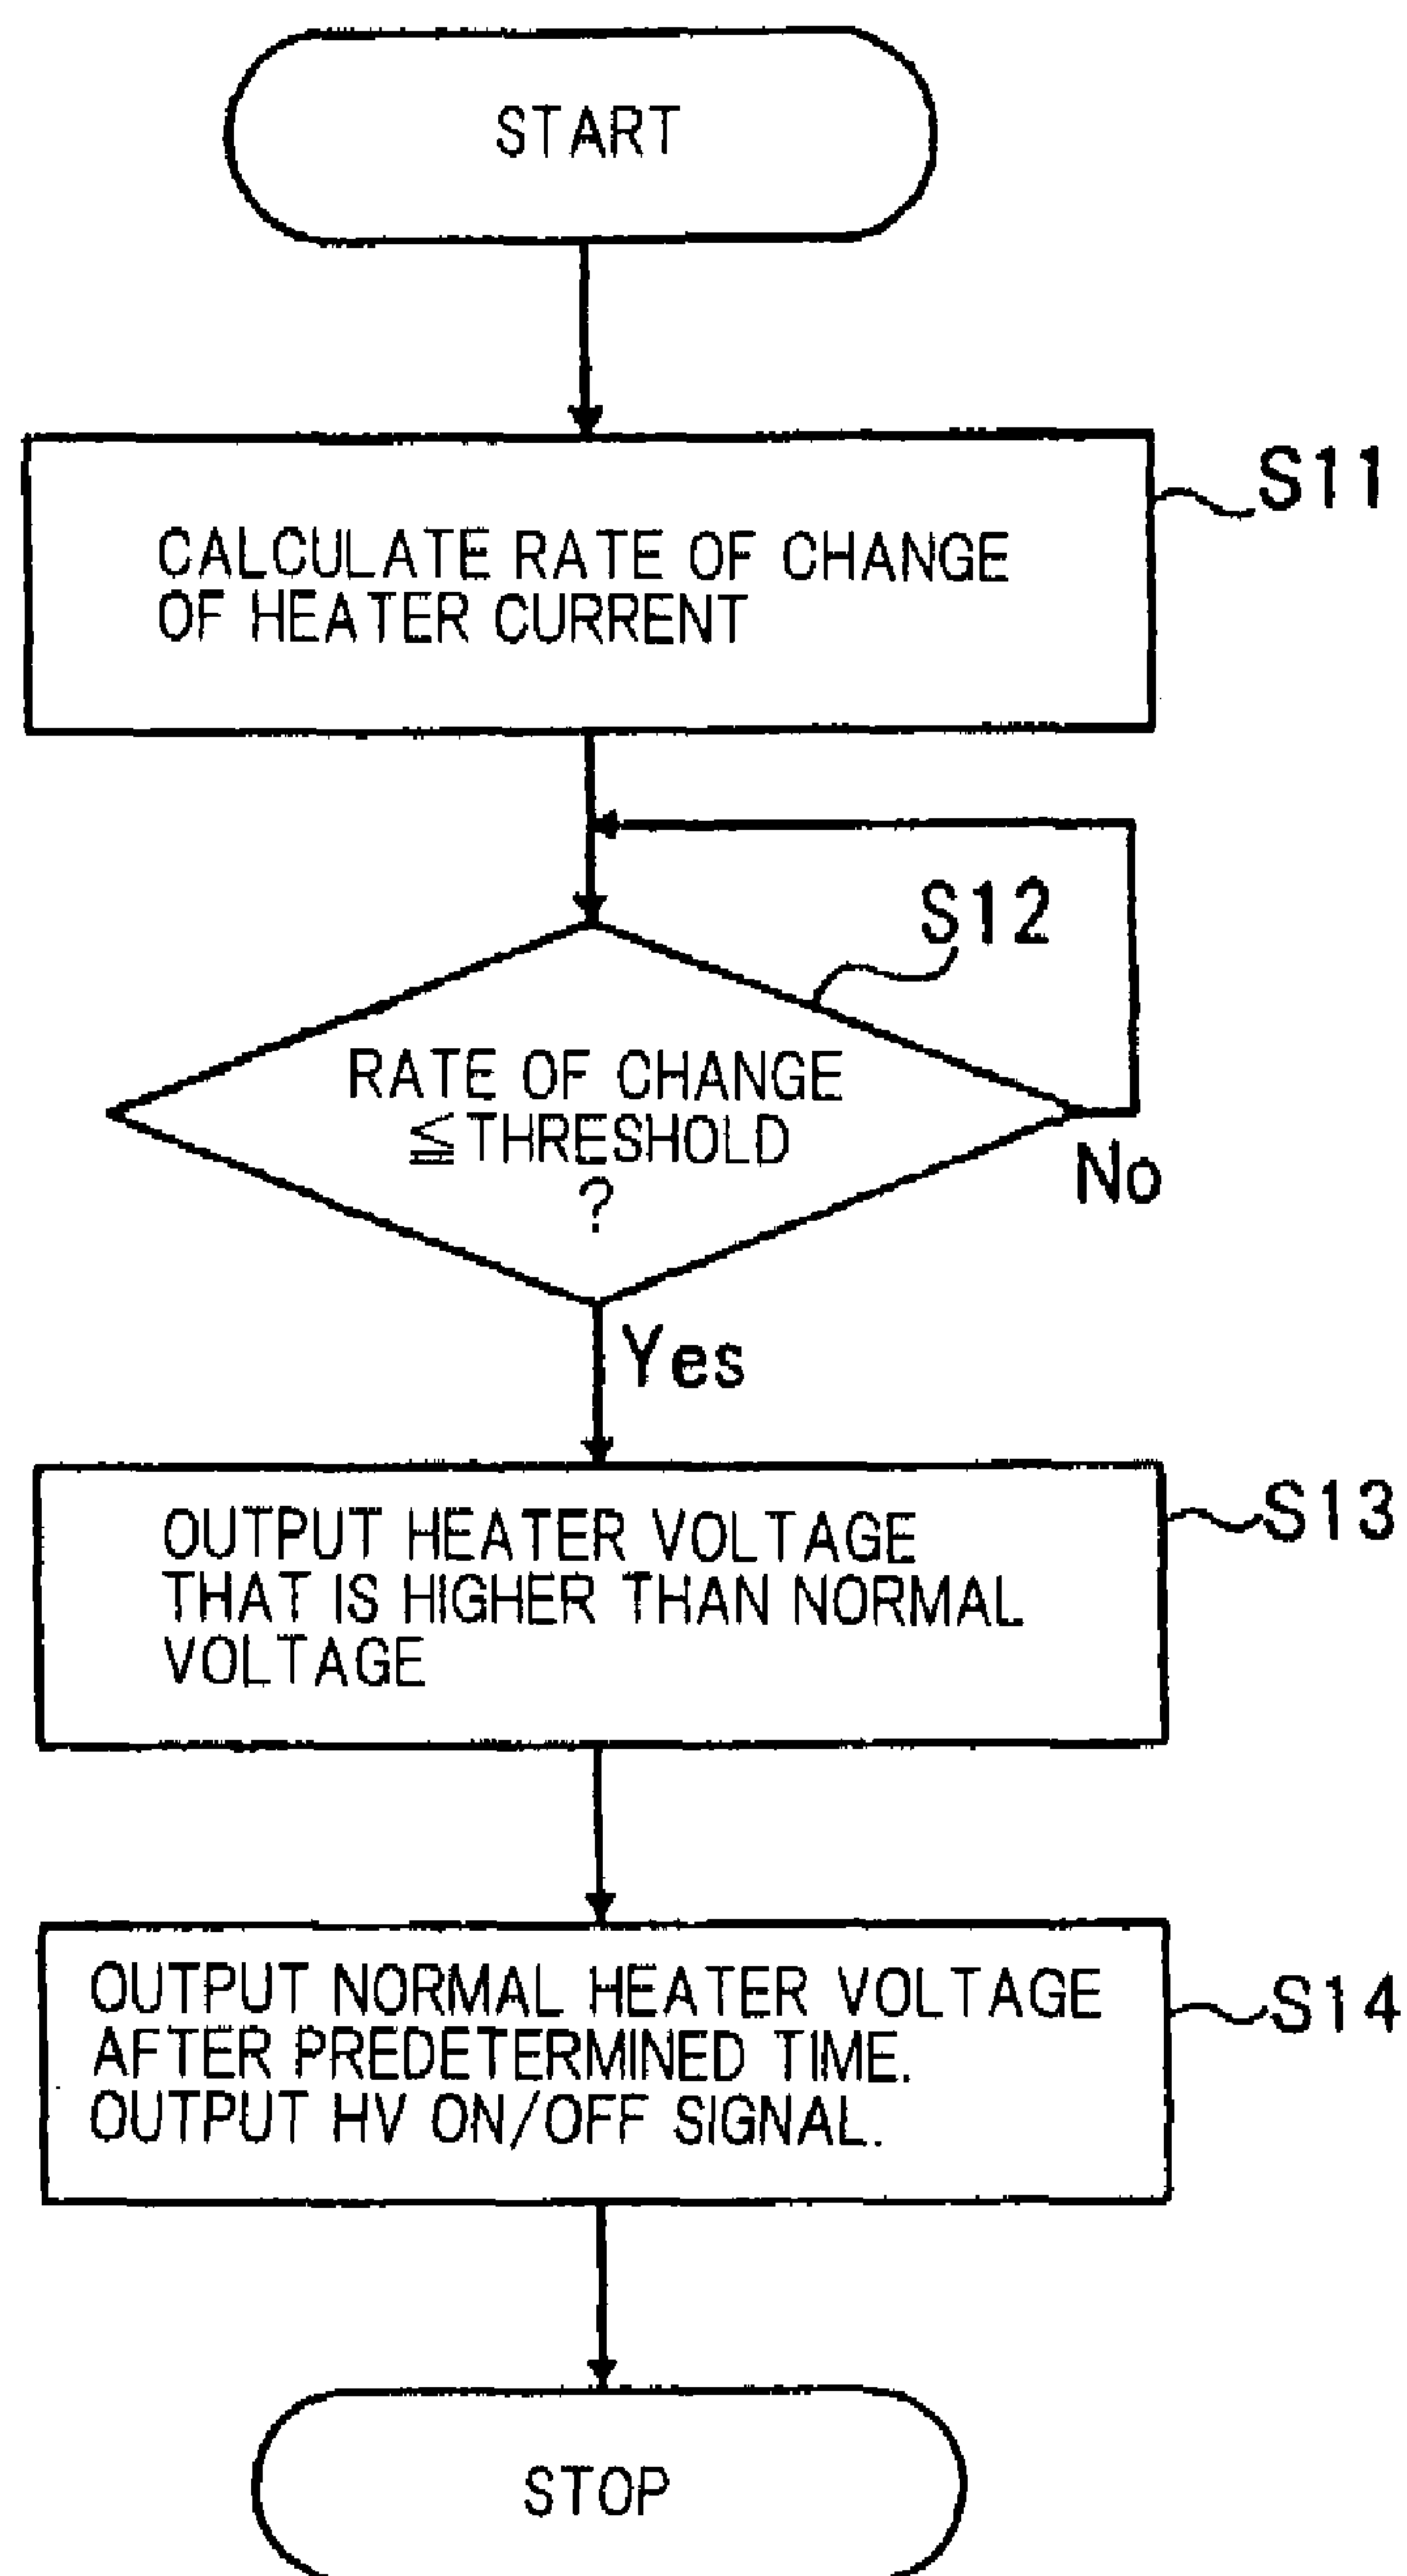 START
S11
CALCULATE RATE OF CHANGE
OF HEATER CURRENT
S12
RATE OF CHANGE
≦THRESHOLD
?
No
Yes
S13
OUTPUT HEATER VOLTAGE
THAT IS HIGHER THAN NORMAL
VOLTAGE
S14
OUTPUT NORMAL HEATER VOLTAGE
AFTER PREDETERMINED TIME.
OUTPUT HV ON/OFF SIGNAL.
STOP